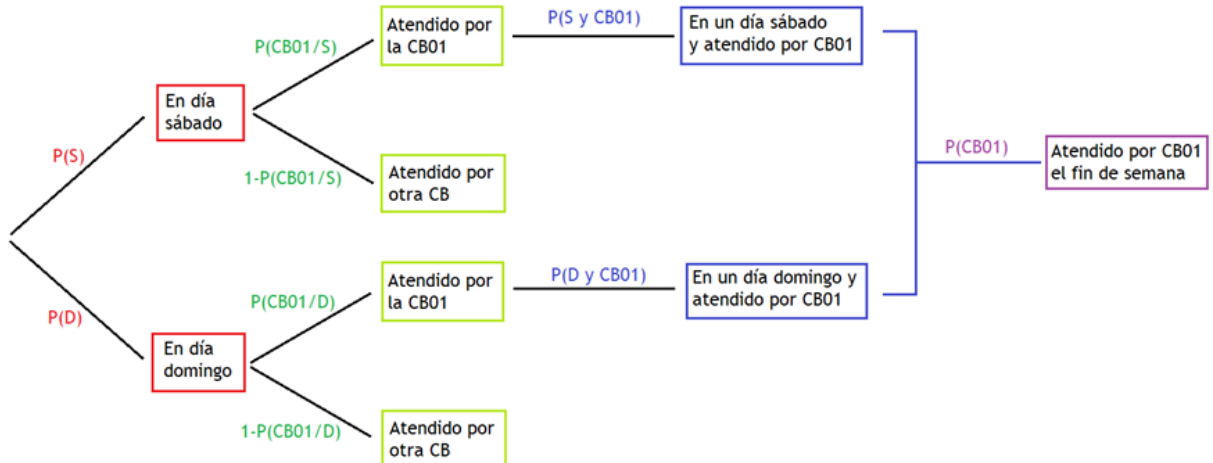 P(S)
P(D)
En día
sábado
En día
domingo
P(CB01/S)
1-P(CB01/S)
P(CB01/D)
1-P(CB01/D)
Atendido por
la CB01
Atendido por
otra CB
Atendido por
la CB01
Atendido por
otra CB
P(S y CB01)
P(D y CB01)
En un día sábado
y atendido por CB01
En un día domingo y
atendido por CB01
P(CB01)
Atendido por CB01
el fin de semana